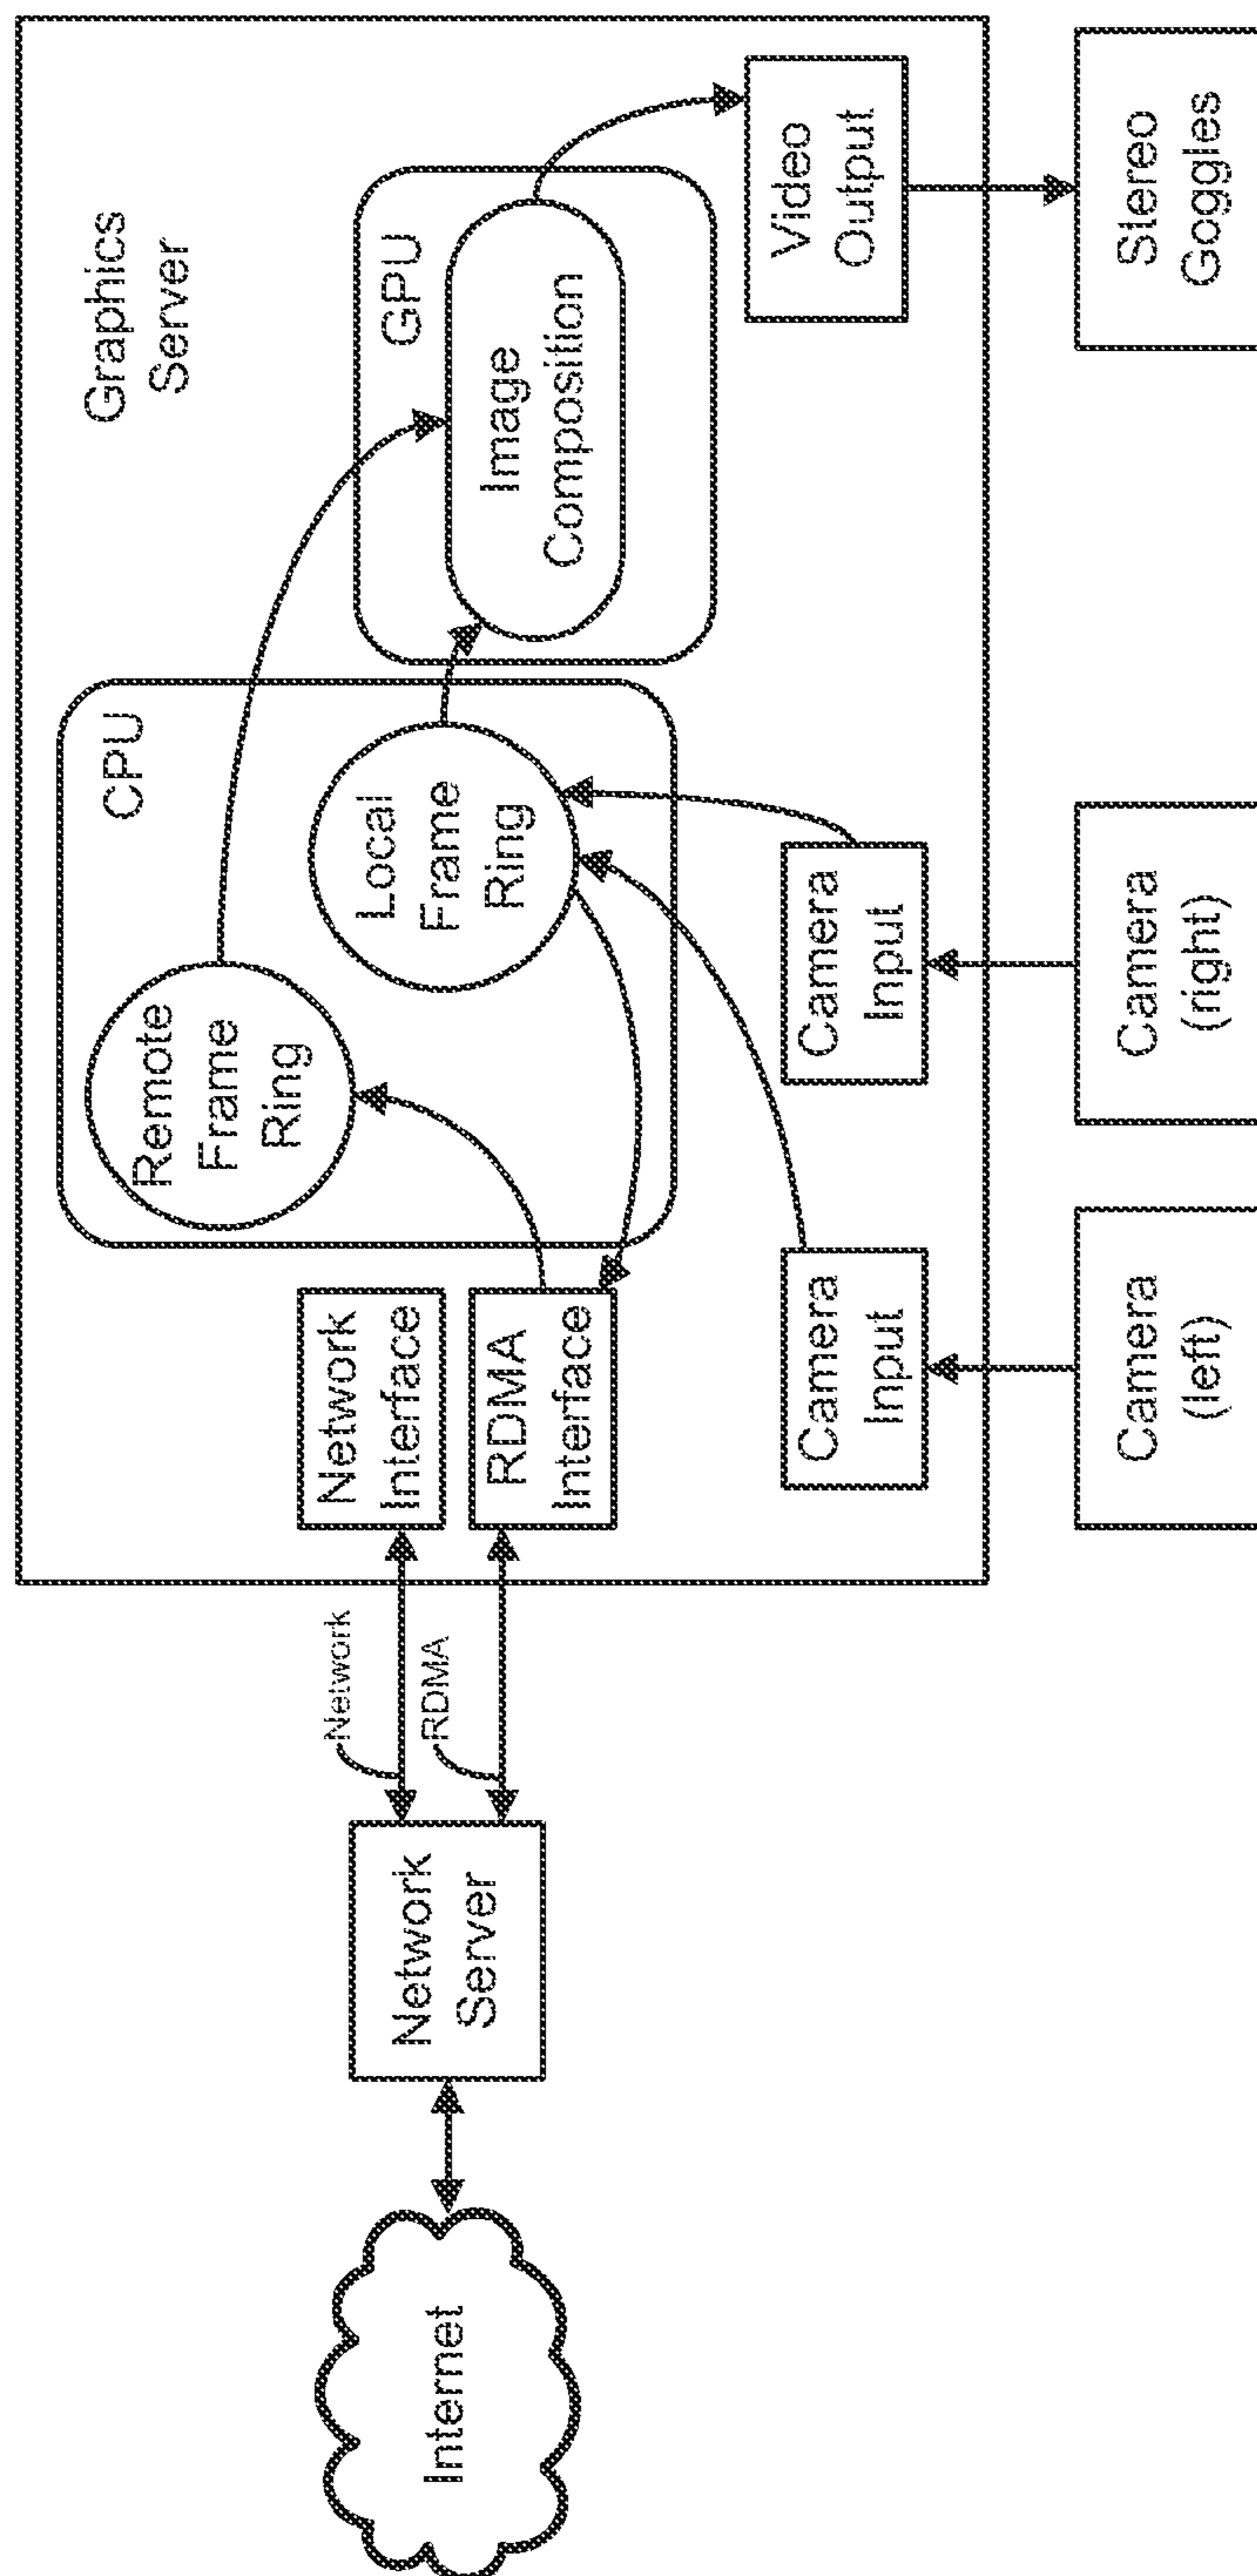 Graphics
Server
CPU
GPU
Remote
Frame
Ring
Local
Frame
Ring
Image
Composition
Network
Interface
RDMA
Interface
Network
RDMA
Network
Server
Internet
Camera
Input
Camera
Input
Video
Output
Camera
(left)
Camera
(right)
Stereo
Goggles